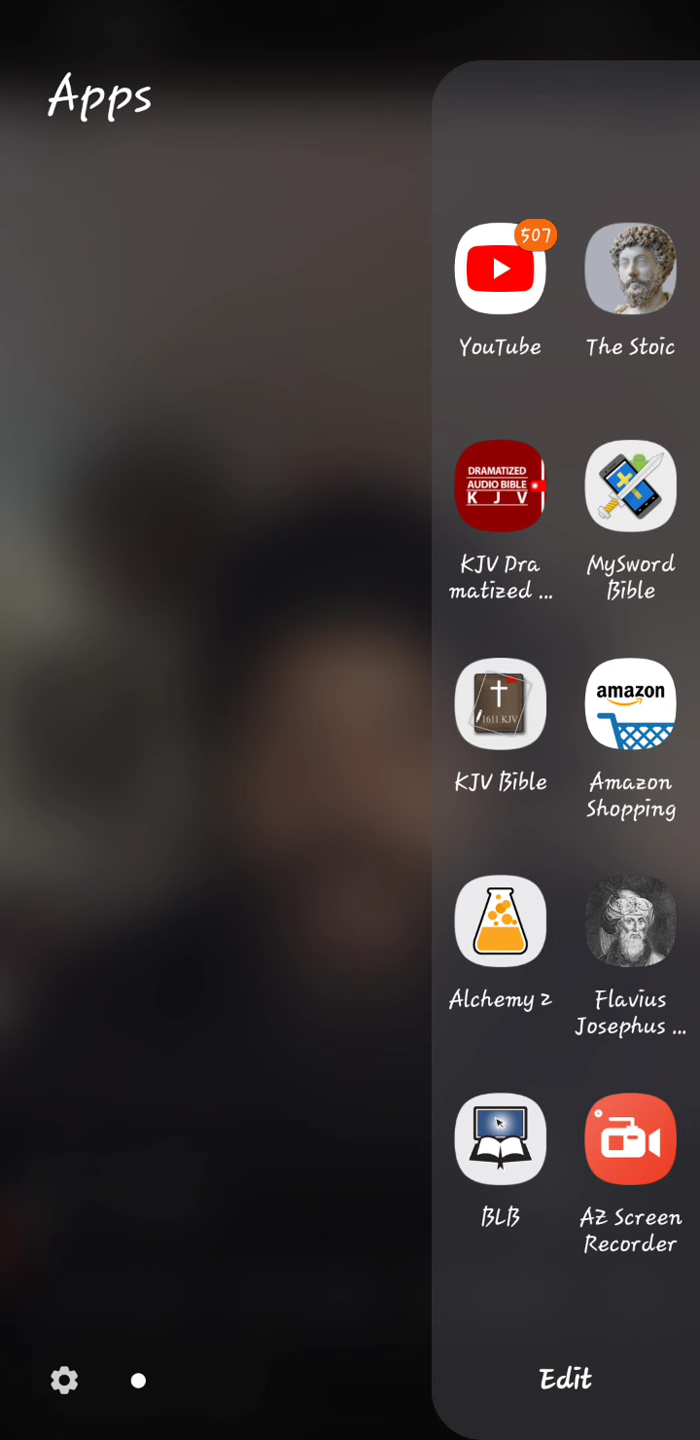 Apps
507
YouTube
The Stoic
DRAMATIZED
AUDIO BIBLE
K J V
KJV Dra
matized ...
MySword
Bible
1611 KJV
KJV Bible
amazon
Amazon
Shopping
Alchemy 2
Flavius
Josephus ...
BLB
AZ Screen
Recorder
Edit